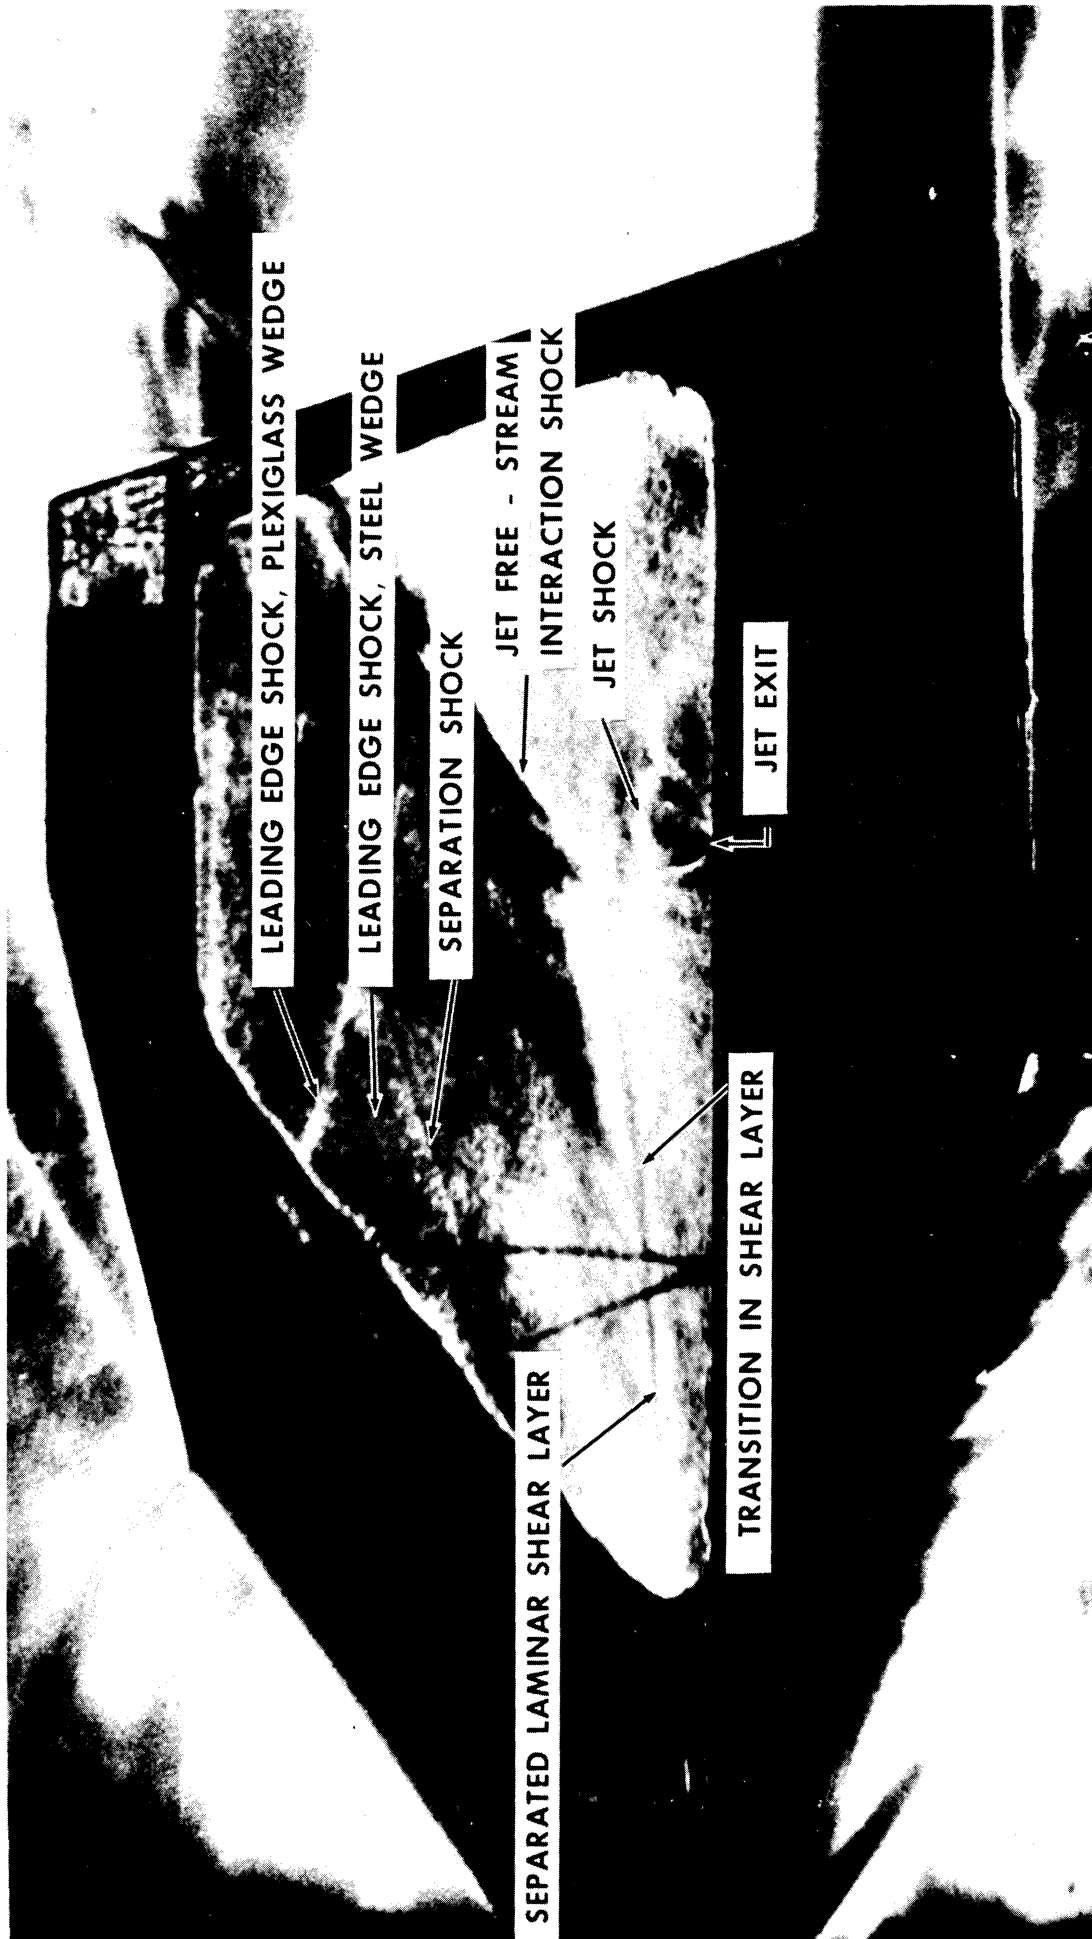 LEADING EDGE SHOCK, PLEXIGLASS WEDGE
LEADING EDGE SHOCK, STEEL WEDGE
SEPARATION SHOCK
JET FREE - STREAM
INTERACTION SHOCK
SEPARATED LAMINAR SHEAR LAYER
JET SHOCK
TRANSITION IN SHEAR LAYER
JET EXIT